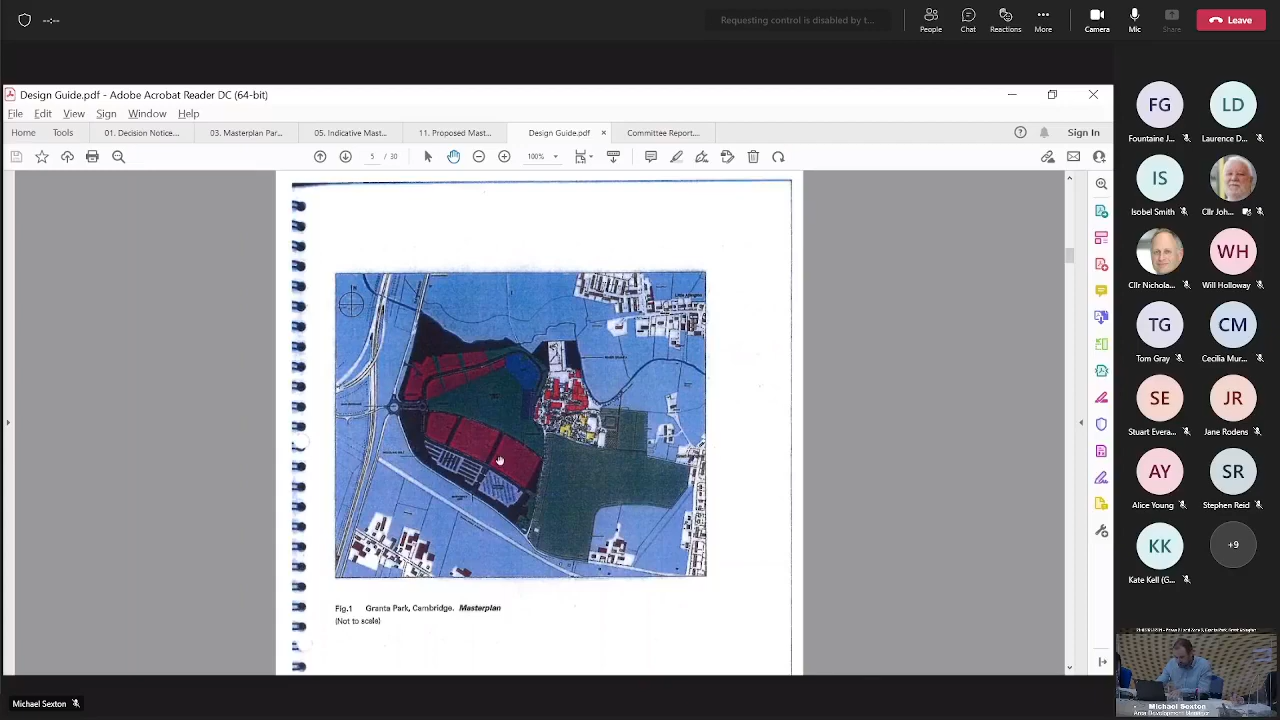 --:--
Requesting control is disabled by t...
People
Chat
Reactions
More
Camera
Mic
Share
Leave
Design Guide.pdf - Adobe Acrobat Reader DC (64-bit)
File Edit View Sign Window Help
Home
Tools
01. Decision Notice...
03. Masterplan Par...
05. Indicative Mast...
11. Proposed Mast...
Design Guide.pdf
Committee Report....
Sign In
5 / 30
100%
Fig.1 Granta Park, Cambridge. Masterplan
(Not to scale)
FG
Fountaine J...
LD
Laurence D...
IS
Isobel Smith
Cllr Joh...
Cllr Nichola...
WH
Will Holloway
TG
Tom Gray
CM
Cecilia Mur...
SE
Stuart Evera...
JR
Jane Rodens
AY
Alice Young
SR
Stephen Reid
KK
Kate Kell (G...
+9
Michael Sexton
Area Development Manager
Michael Sexton